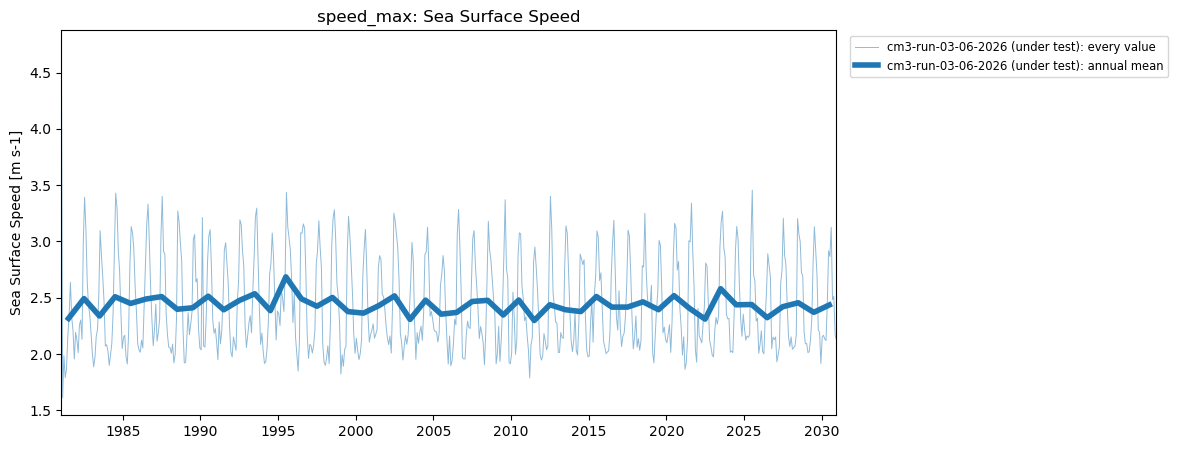 speed_max: Sea Surface Speed
cm3-run-03-06-2026 (under test): every value
cm3-run-03-06-2026 (under test): annual mean
Sea Surface Speed [m s-1]
4.5
4.0
3.5
3.0
2.5
2.0
1.5
1985 1990 1995 2000 2005 2010 2015 2020 2025 2030